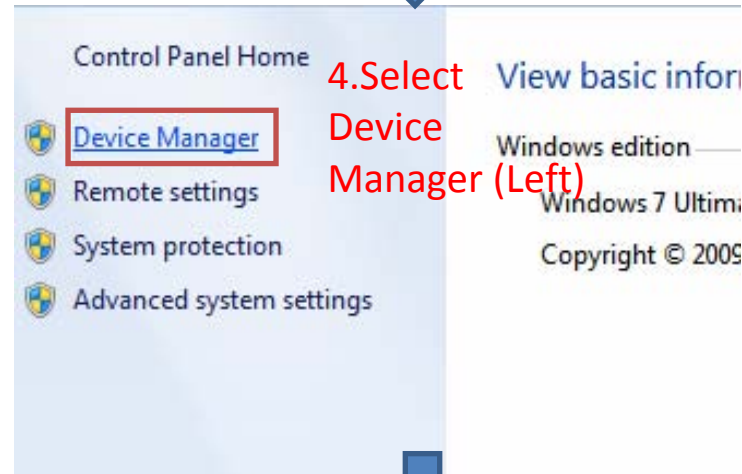 Control Panel Home
Device Manager
Remote settings
System protection
Advanced system settings
4.Select
Device
Manager (Left)
View basic infor
Windows edition
Windows 7 Ultima
Copyright © 2009